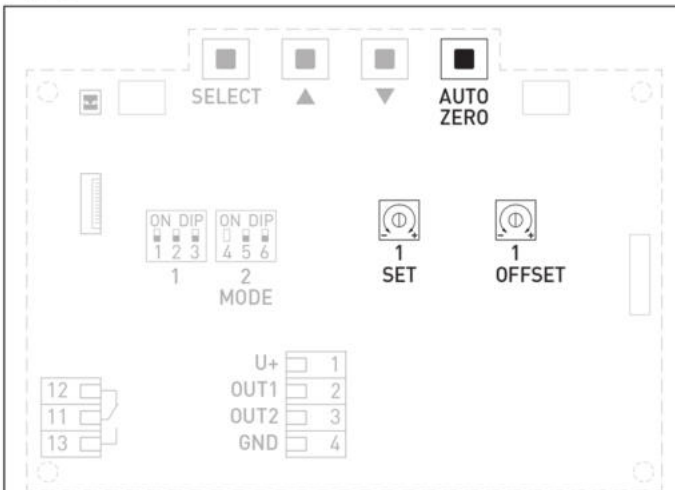 SELECT ▲ ▼ AUTO
ZERO
ON DIP ON DIP
1 2 3 4 5 6
1 2
MODE
- + - +
1 1
SET OFFSET
U+ 1
12 OUT1 2
11 OUT2 3
13 GND 4